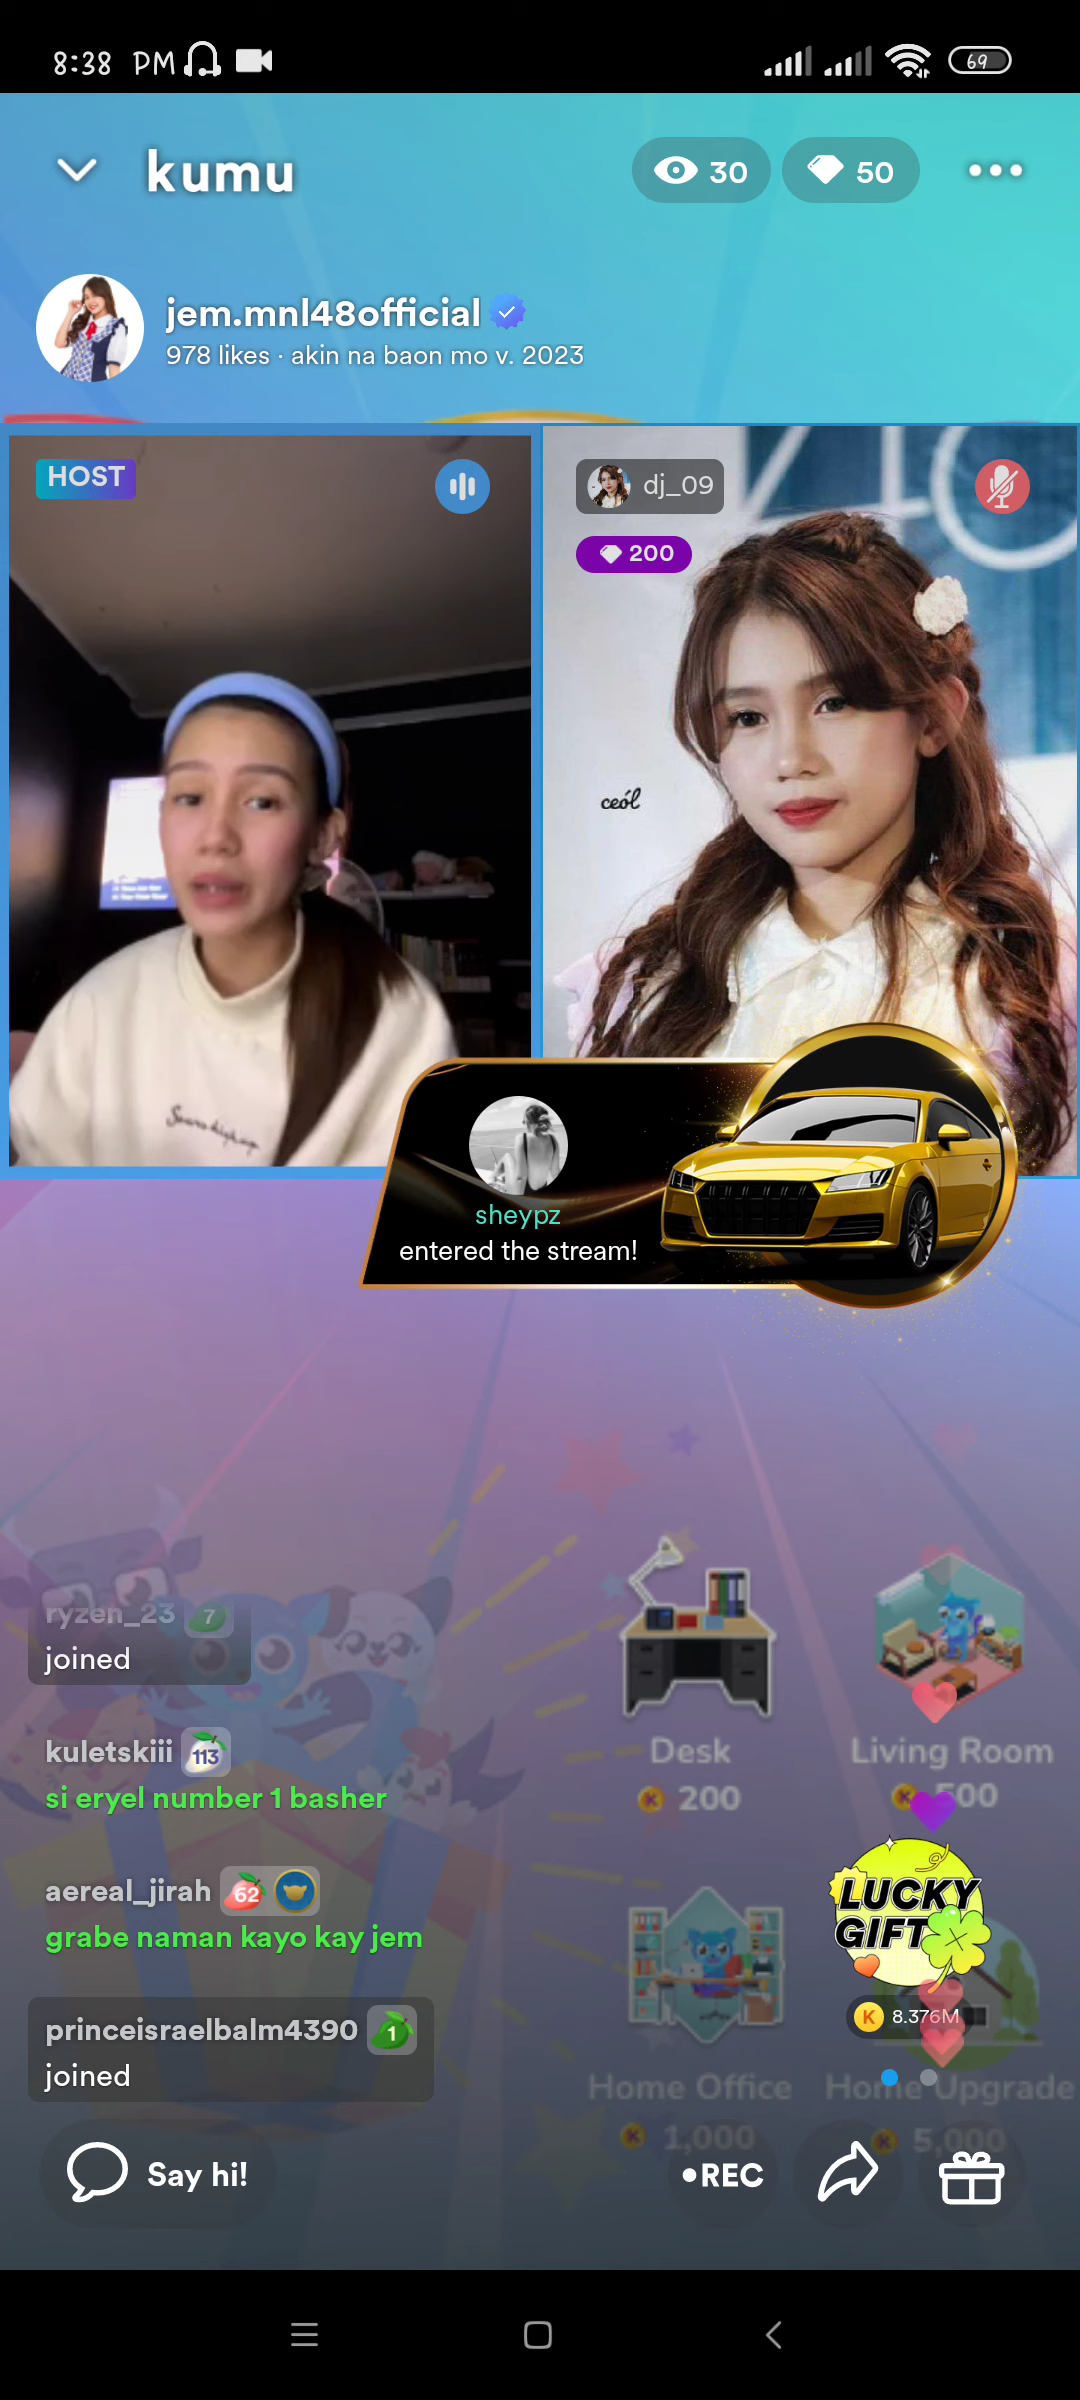 8:38 PM
69
kumu
30
50
jem.mnl48official
978 likes · akin na baon mo v. 2023
HOST
dj_09
200
ceól
sheypz
entered the stream!
ryzen_23 7
joined
kuletskiii 113
si eryel number 1 basher
aereal_jirah 62
grabe naman kayo kay jem
princeisraelbalm4390 1
joined
Desk
200
Living Room
500
LUCKY
GIFT
K 8.376M
Home Office
1,000
Home Upgrade
5,000
Say hi!
•REC